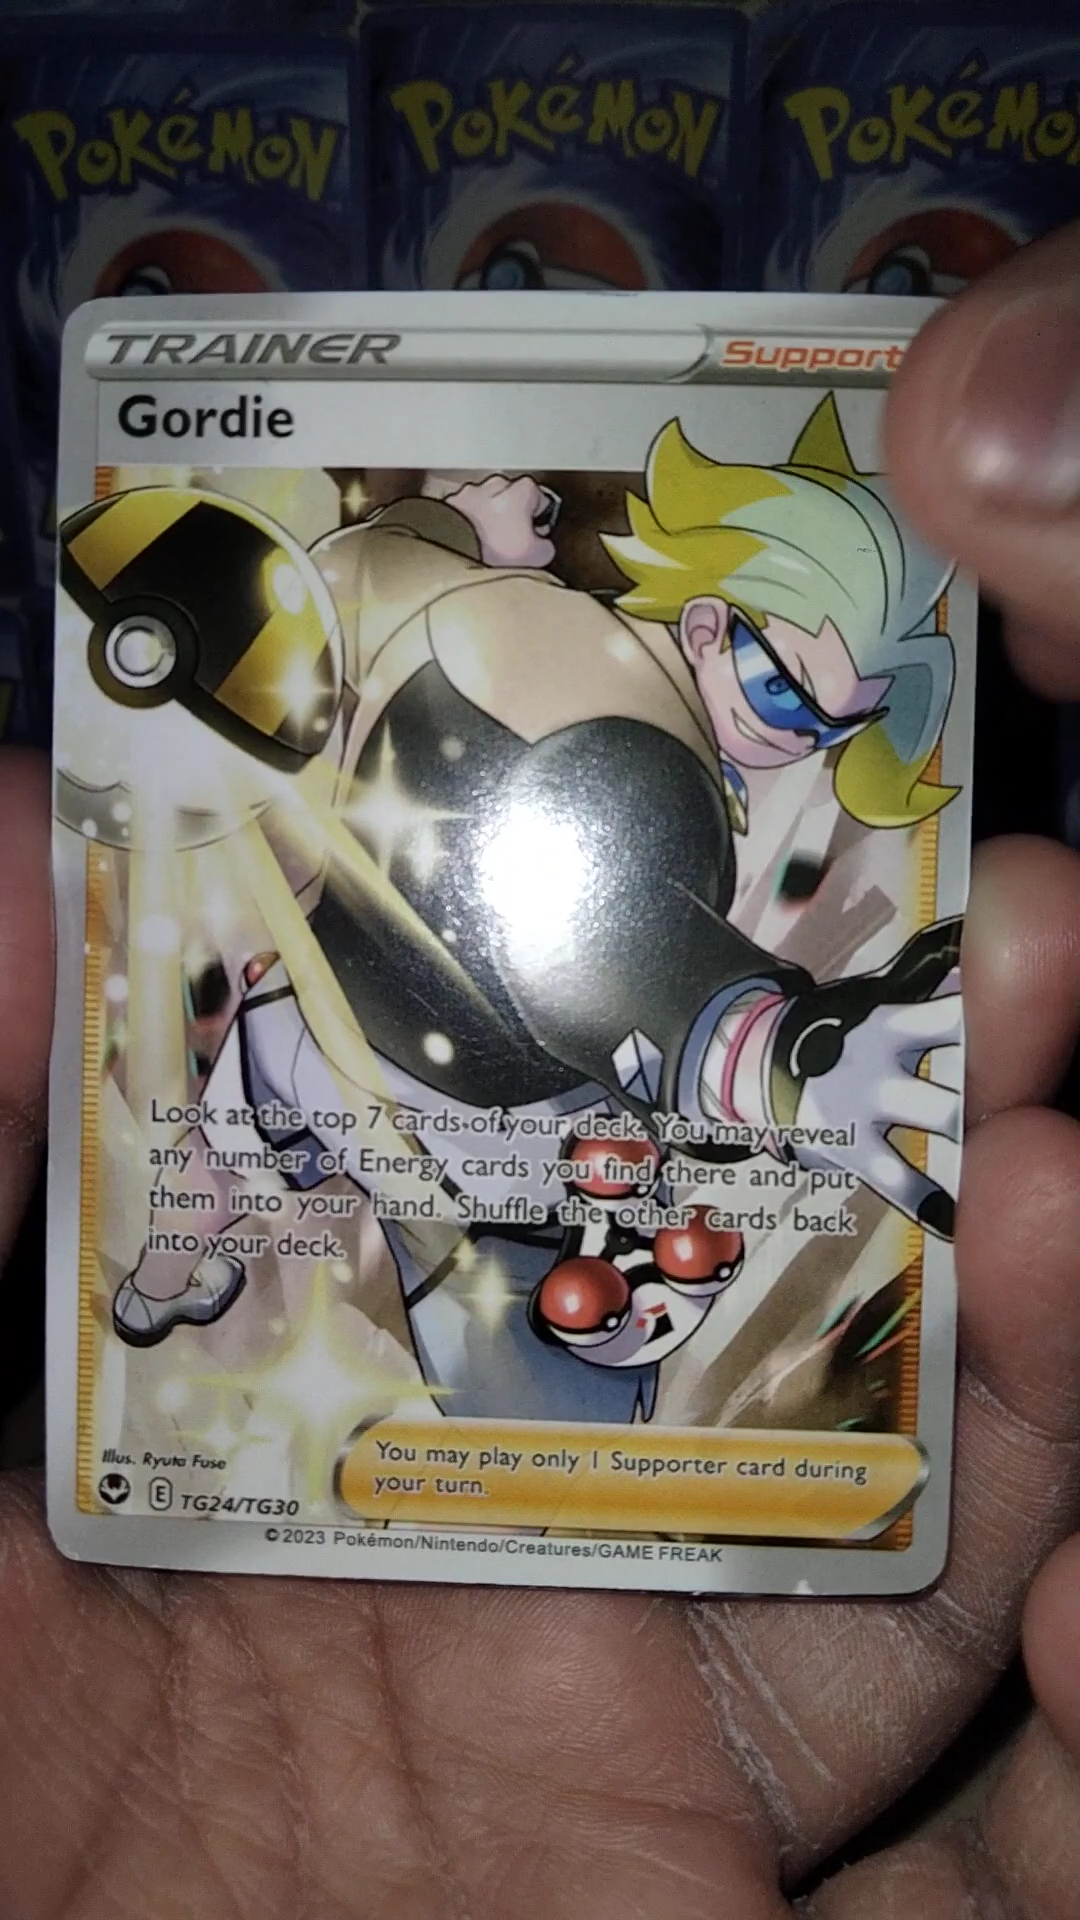 POKéMON POKéMON POKéMO
TRAINER Support
Gordie
Look at the top 7 cards of your deck. You may reveal
any number of Energy cards you find there and put
them into your hand. Shuffle the other cards back
into your deck.
You may play only 1 Supporter card during
your turn.
Illus. Ryuta Fuse
E TG24/TG30
©2023 Pokémon/Nintendo/Creatures/GAME FREAK